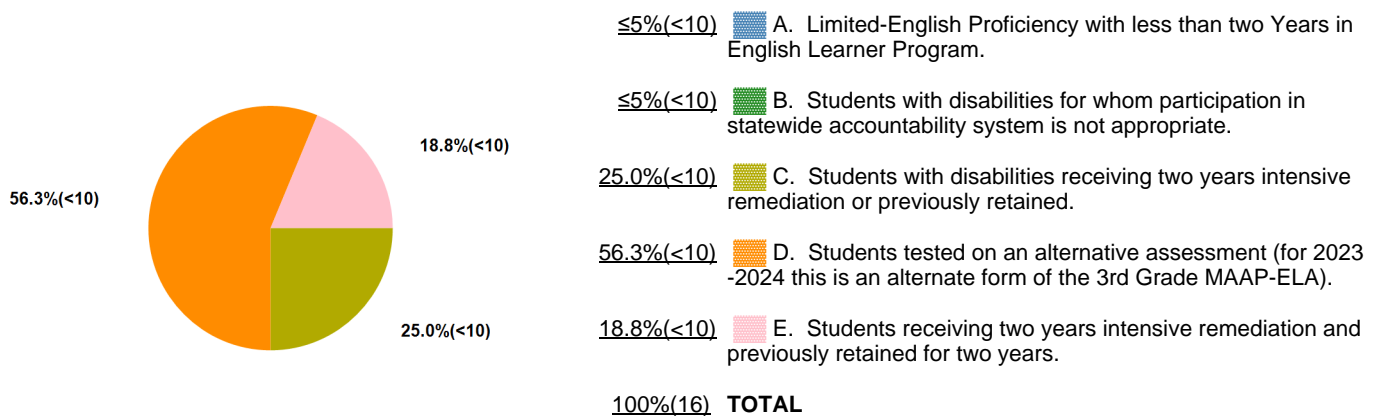 ≤5%(<10) A. Limited-English Proficiency with less than two Years in
English Learner Program.
≤5%(<10) B. Students with disabilities for whom participation in
statewide accountability system is not appropriate.
18.8%(<10)
56.3%(<10)
25.0%(<10)
25.0%(<10) C. Students with disabilities receiving two years intensive
remediation or previously retained.
56.3%(<10) D. Students tested on an alternative assessment (for 2023
-2024 this is an alternate form of the 3rd Grade MAAP-ELA).
18.8%(<10) E. Students receiving two years intensive remediation and
previously retained for two years.
100%(16) TOTAL